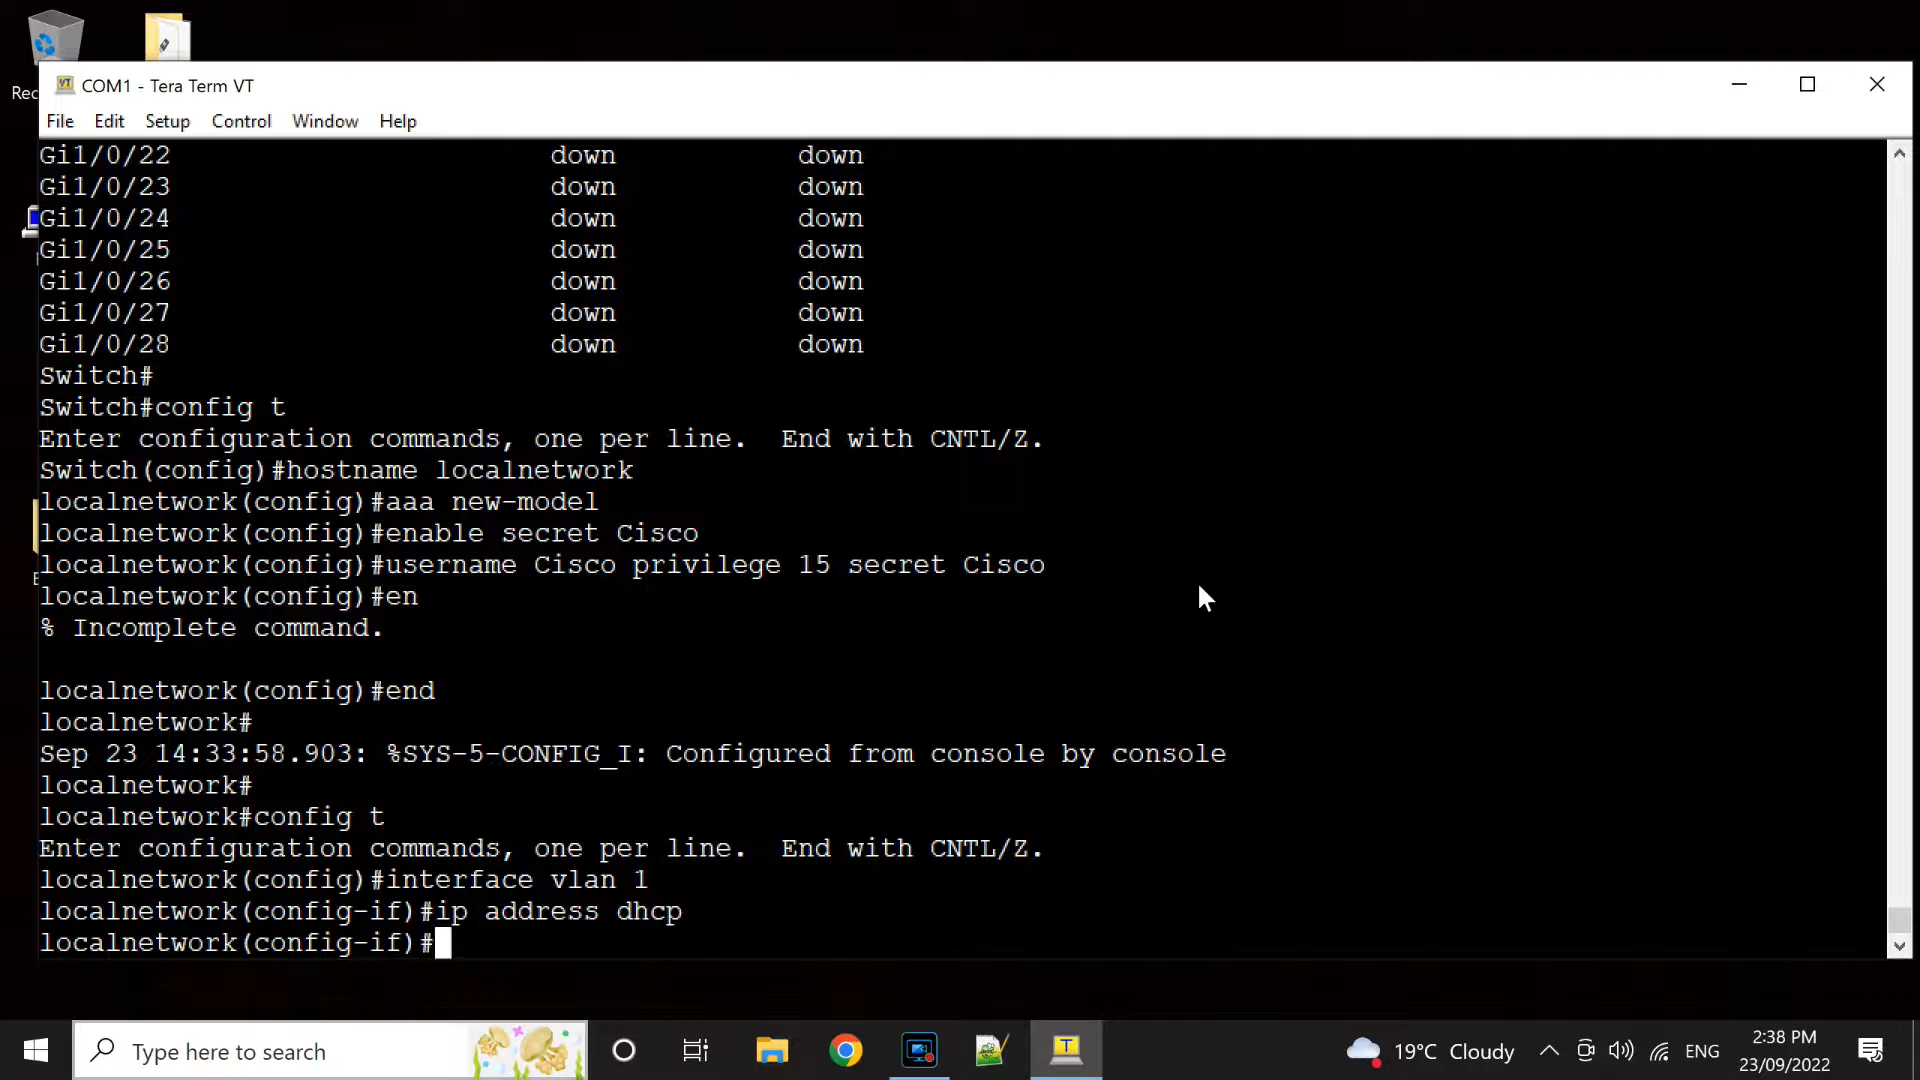 Rec
COM1 - Tera Term VT
File Edit Setup Control Window Help
Gi1/0/22 down down
Gi1/0/23 down down
Gi1/0/24 down down
Gi1/0/25 down down
Gi1/0/26 down down
Gi1/0/27 down down
Gi1/0/28 down down
Switch#
Switch#config t
Enter configuration commands, one per line. End with CNTL/Z.
Switch(config)#hostname localnetwork
localnetwork(config)#aaa new-model
localnetwork(config)#enable secret Cisco
localnetwork(config)#username Cisco privilege 15 secret Cisco
localnetwork(config)#en
% Incomplete command.
localnetwork(config)#end
localnetwork#
Sep 23 14:33:58.903: %SYS-5-CONFIG_I: Configured from console by console
localnetwork#
localnetwork#config t
Enter configuration commands, one per line. End with CNTL/Z.
localnetwork(config)#interface vlan 1
localnetwork(config-if)#ip address dhcp
localnetwork(config-if)#
Type here to search
19°C Cloudy
ENG
2:38 PM
23/09/2022